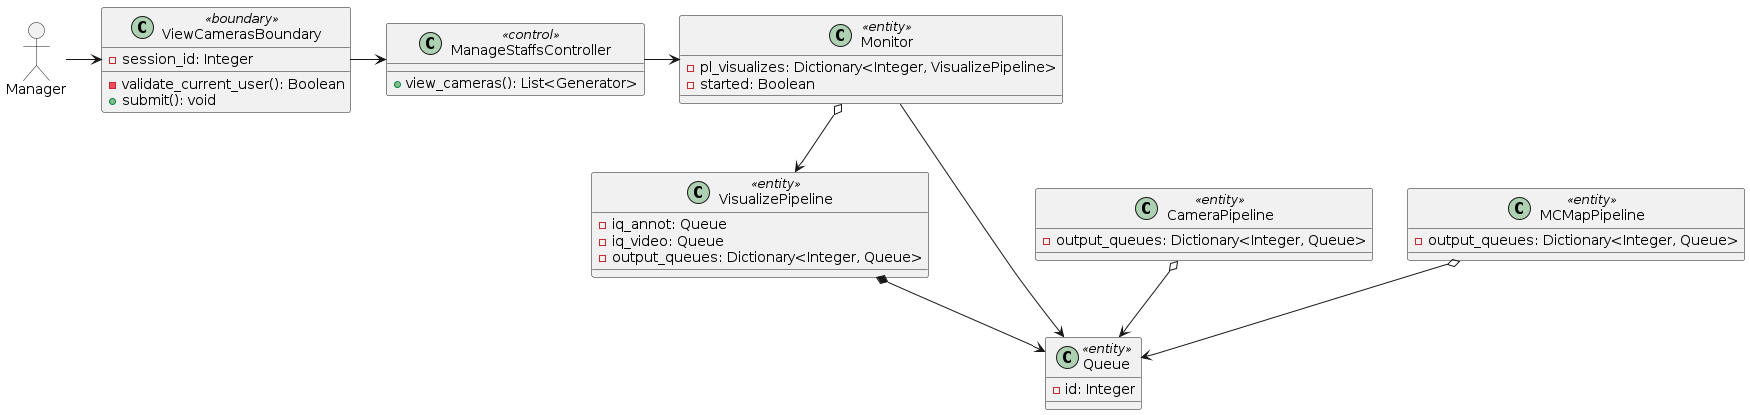 Manager
C
«boundary»
ViewCamerasBoundary
session_id: Integer
validate_current_user(): Boolean
submit(): void
C
«control»
ManageStaffsController
view_cameras(): List<Generator>
C
«entity»
Monitor
pl_visualizes: Dictionary<Integer, VisualizePipeline>
started: Boolean
C
«entity»
VisualizePipeline
iq_annot: Queue
iq_video: Queue
output_queues: Dictionary<Integer, Queue>
C
«entity»
CameraPipeline
output_queues: Dictionary<Integer, Queue>
C
«entity»
MCMapPipeline
output_queues: Dictionary<Integer, Queue>
C
«entity»
Queue
id: Integer